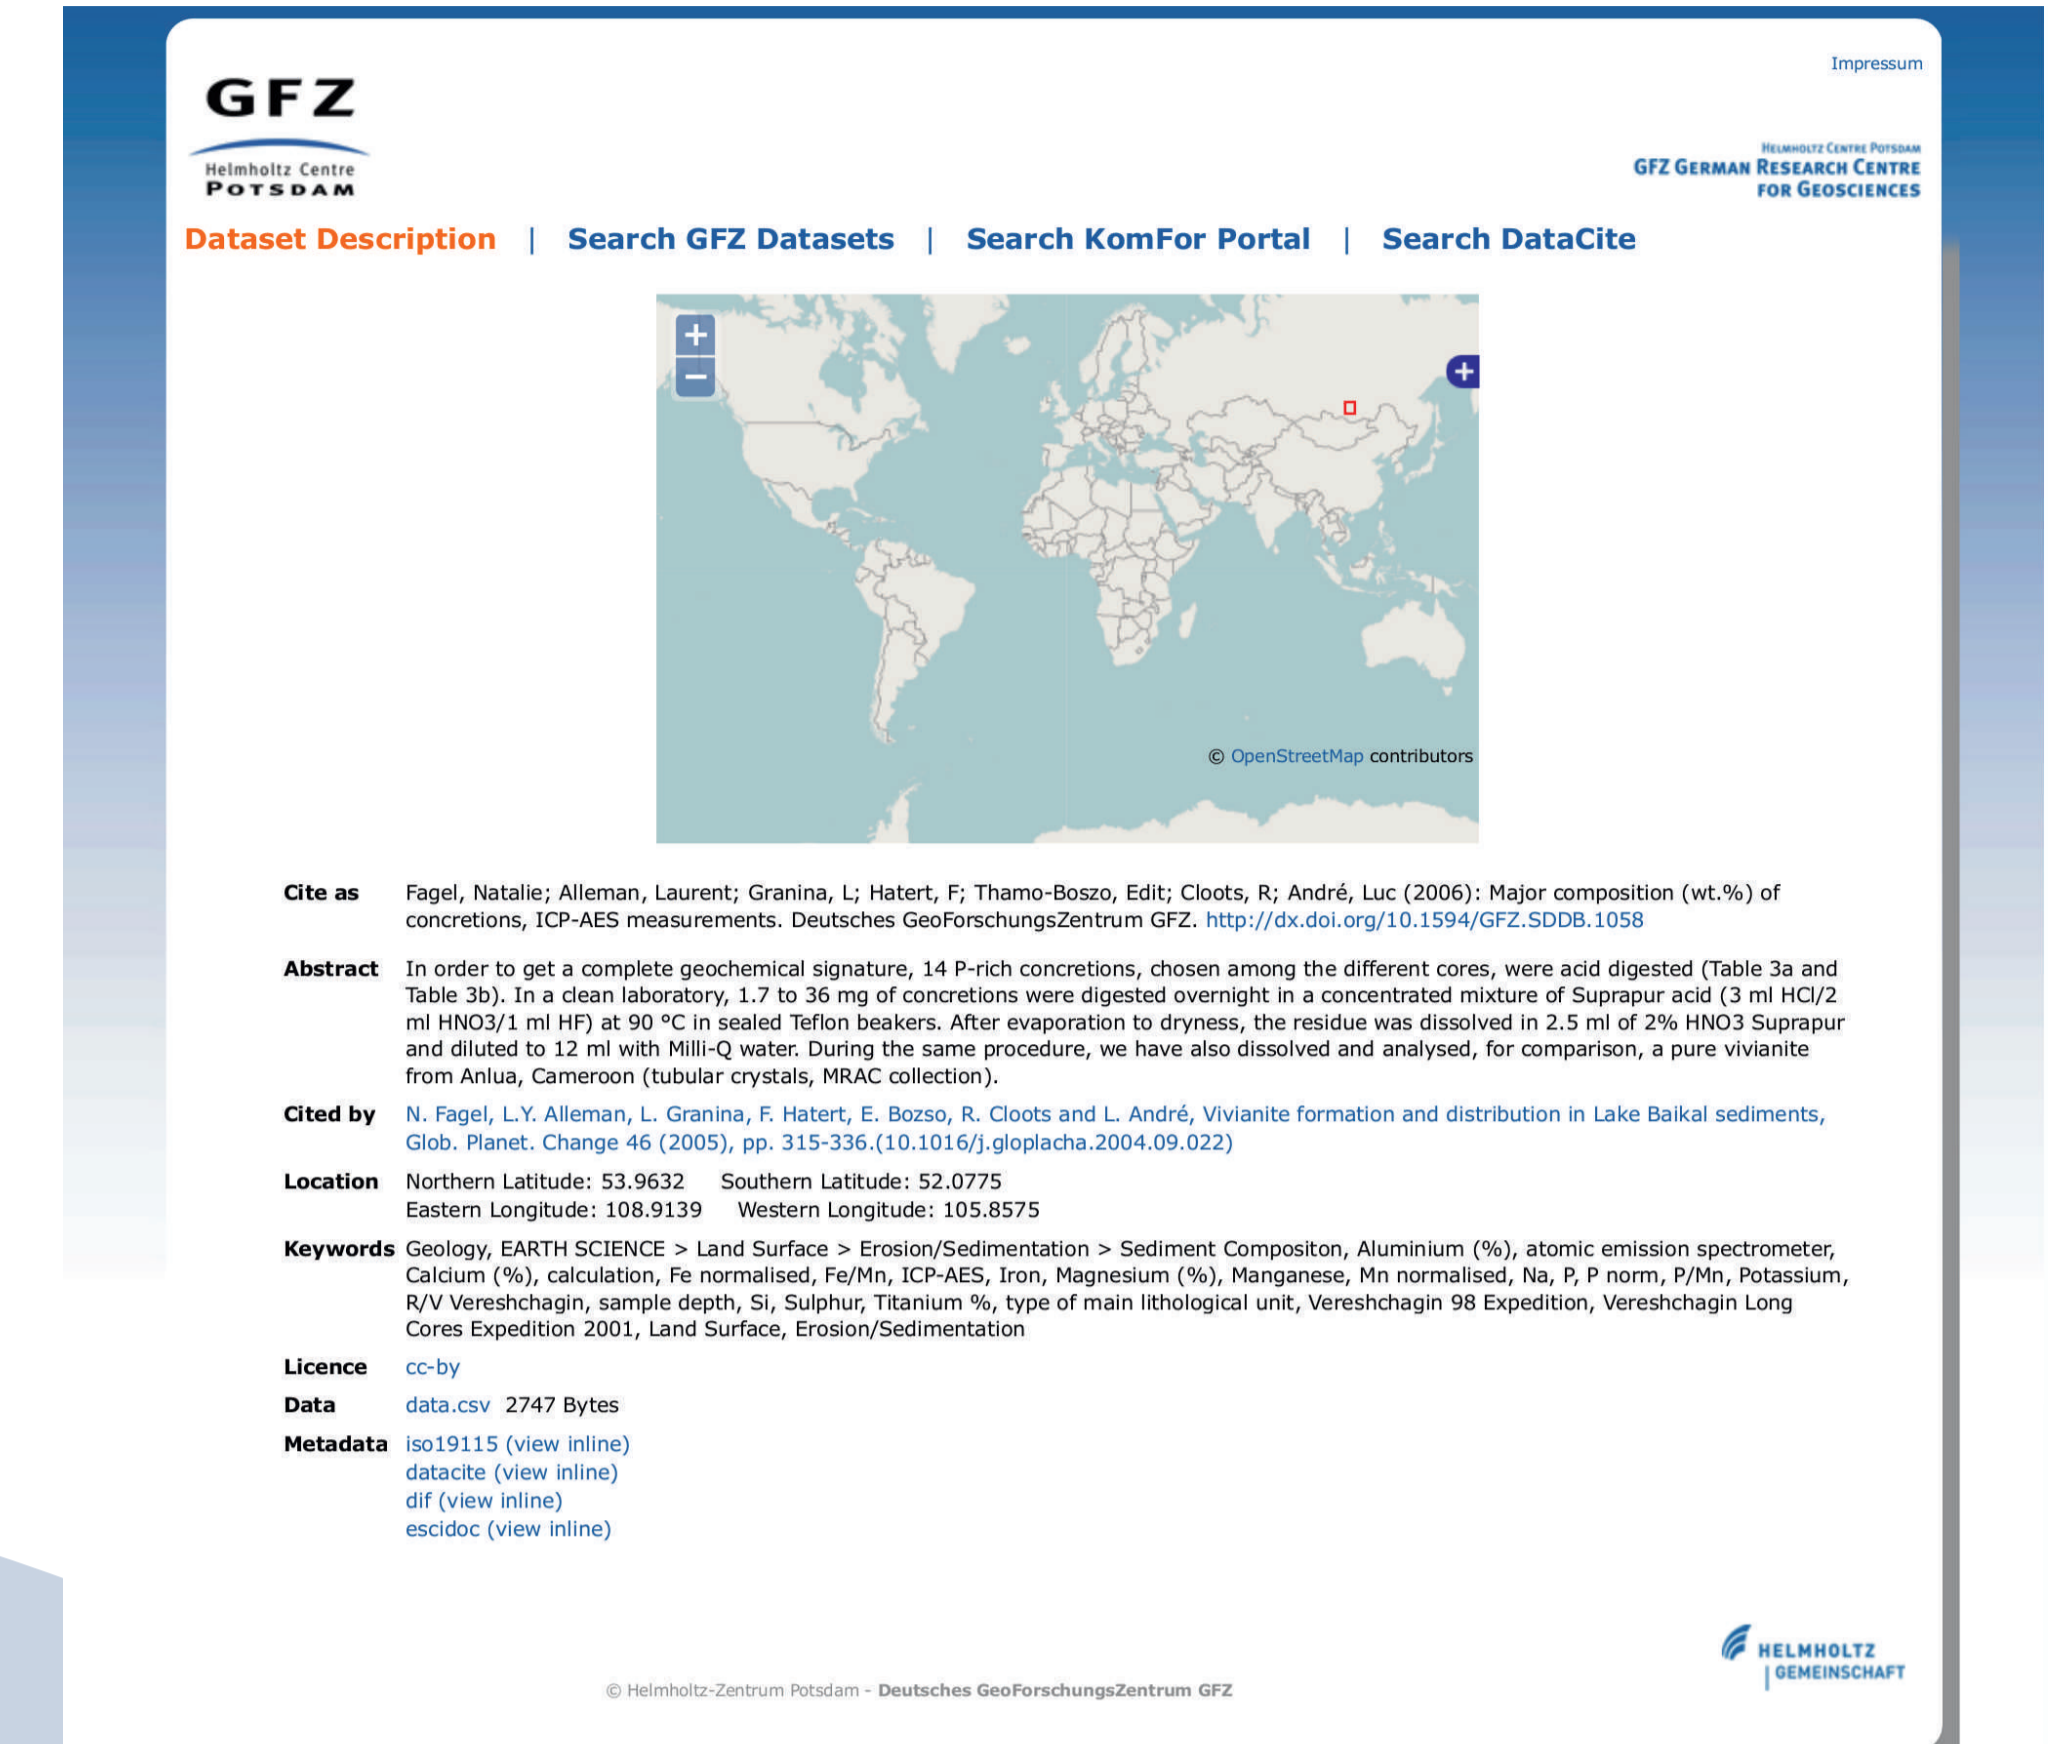 Impressum
GFZ
Helmholtz Centre
POTSDAM
HELMHOLTZ CENTRE POTSDAM
GFZ GERMAN RESEARCH CENTRE
FOR GEOSCIENCES
Dataset Description | Search GFZ Datasets | Search KomFor Portal | Search DataCite
+
−
+
© OpenStreetMap contributors
Cite as Fagel, Natalie; Alleman, Laurent; Granina, L; Hatert, F; Thamo-Boszo, Edit; Cloots, R; André, Luc (2006): Major composition (wt.%) of
concretions, ICP-AES measurements. Deutsches GeoForschungsZentrum GFZ. http://dx.doi.org/10.1594/GFZ.SDDB.1058
Abstract In order to get a complete geochemical signature, 14 P-rich concretions, chosen among the different cores, were acid digested (Table 3a and
Table 3b). In a clean laboratory, 1.7 to 36 mg of concretions were digested overnight in a concentrated mixture of Suprapur acid (3 ml HCl/2
ml HNO3/1 ml HF) at 90 °C in sealed Teflon beakers. After evaporation to dryness, the residue was dissolved in 2.5 ml of 2% HNO3 Suprapur
and diluted to 12 ml with Milli-Q water. During the same procedure, we have also dissolved and analysed, for comparison, a pure vivianite
from Anlua, Cameroon (tubular crystals, MRAC collection).
Cited by N. Fagel, L.Y. Alleman, L. Granina, F. Hatert, E. Bozso, R. Cloots and L. André, Vivianite formation and distribution in Lake Baikal sediments,
Glob. Planet. Change 46 (2005), pp. 315-336.(10.1016/j.gloplacha.2004.09.022)
Location Northern Latitude: 53.9632 Southern Latitude: 52.0775
Eastern Longitude: 108.9139 Western Longitude: 105.8575
Keywords Geology, EARTH SCIENCE > Land Surface > Erosion/Sedimentation > Sediment Compositon, Aluminium (%), atomic emission spectrometer,
Calcium (%), calculation, Fe normalised, Fe/Mn, ICP-AES, Iron, Magnesium (%), Manganese, Mn normalised, Na, P, P norm, P/Mn, Potassium,
R/V Vereshchagin, sample depth, Si, Sulphur, Titanium %, type of main lithological unit, Vereshchagin 98 Expedition, Vereshchagin Long
Cores Expedition 2001, Land Surface, Erosion/Sedimentation
Licence cc-by
Data data.csv 2747 Bytes
Metadata iso19115 (view inline)
datacite (view inline)
dif (view inline)
escidoc (view inline)
HELMHOLTZ
GEMEINSCHAFT
© Helmholtz-Zentrum Potsdam - Deutsches GeoForschungsZentrum GFZ